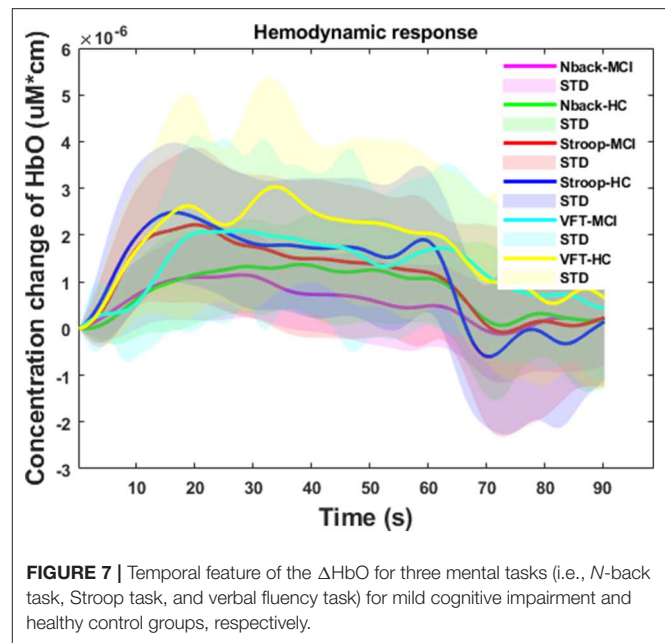 Hemodynamic response
×10-6
Concentration change of HbO (uM*cm)
6
5
4
3
2
1
0
-1
-2
-3
10 20 30 40 50 60 70 80 90
Time (s)
Nback-MCI
STD
Nback-HC
STD
Stroop-MCI
STD
Stroop-HC
STD
VFT-MCI
STD
VFT-HC
STD
FIGURE 7 | Temporal feature of the ΔHbO for three mental tasks (i.e., N-back
task, Stroop task, and verbal fluency task) for mild cognitive impairment and
healthy control groups, respectively.